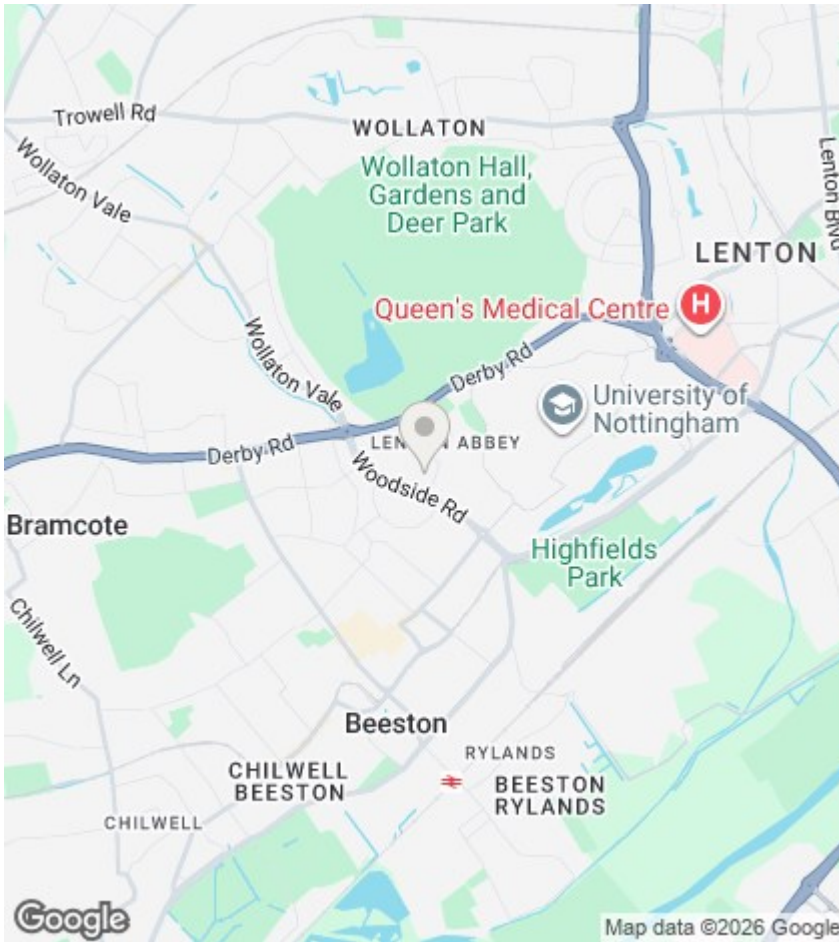 Trowell Rd
WOLLATON
Wollaton Vale
Wollaton Hall,
Gardens and
Deer Park
Lenton Blvd
LENTON
Queen's Medical Centre
H
Wollaton Vale
Derby Rd
University of
Nottingham
Derby Rd
LEN N ABBEY
Woodside Rd
Bramcote
Highfields
Park
Chilwell Ln
Beeston
RYLANDS
CHILWELL
BEESTON
BEESTON
RYLANDS
CHILWELL
Google
Map data ©2026 Google